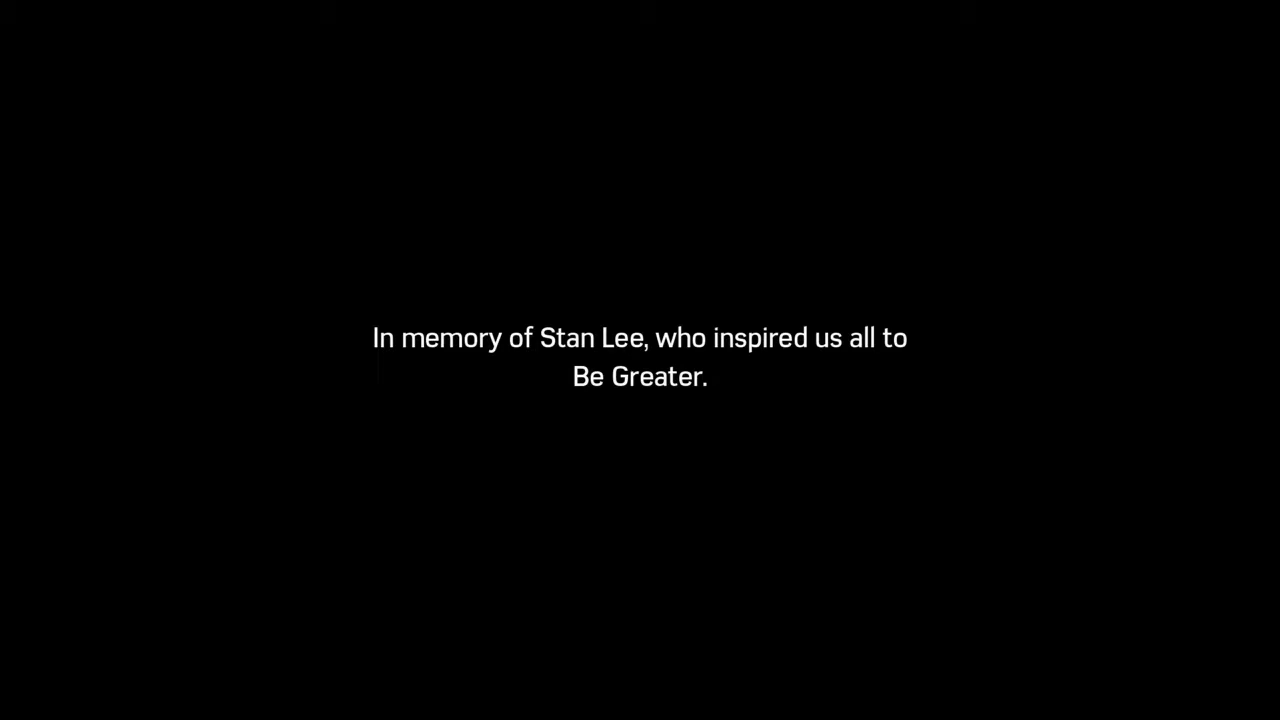 In memory of Stan Lee, who inspired us all to
Be Greater.